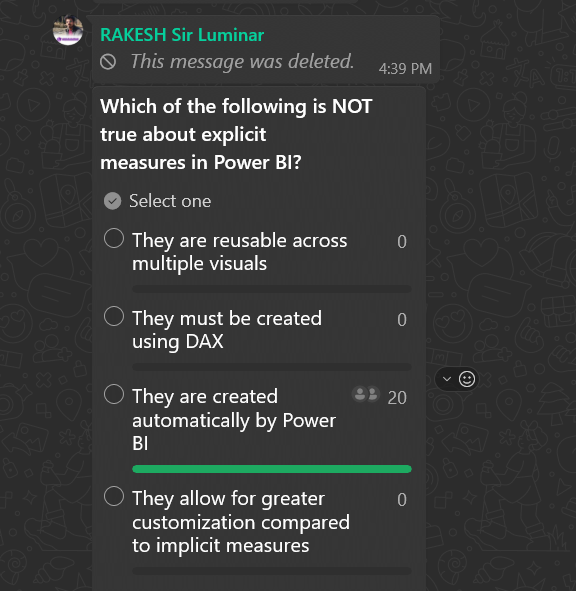 RAKESH Sir Luminar
This message was deleted.
4:39 PM
Which of the following is NOT
true about explicit
measures in Power BI?
Select one
They are reusable across
multiple visuals
0
They must be created
using DAX
0
They are created
automatically by Power
BI
20
They allow for greater
customization compared
to implicit measures
0